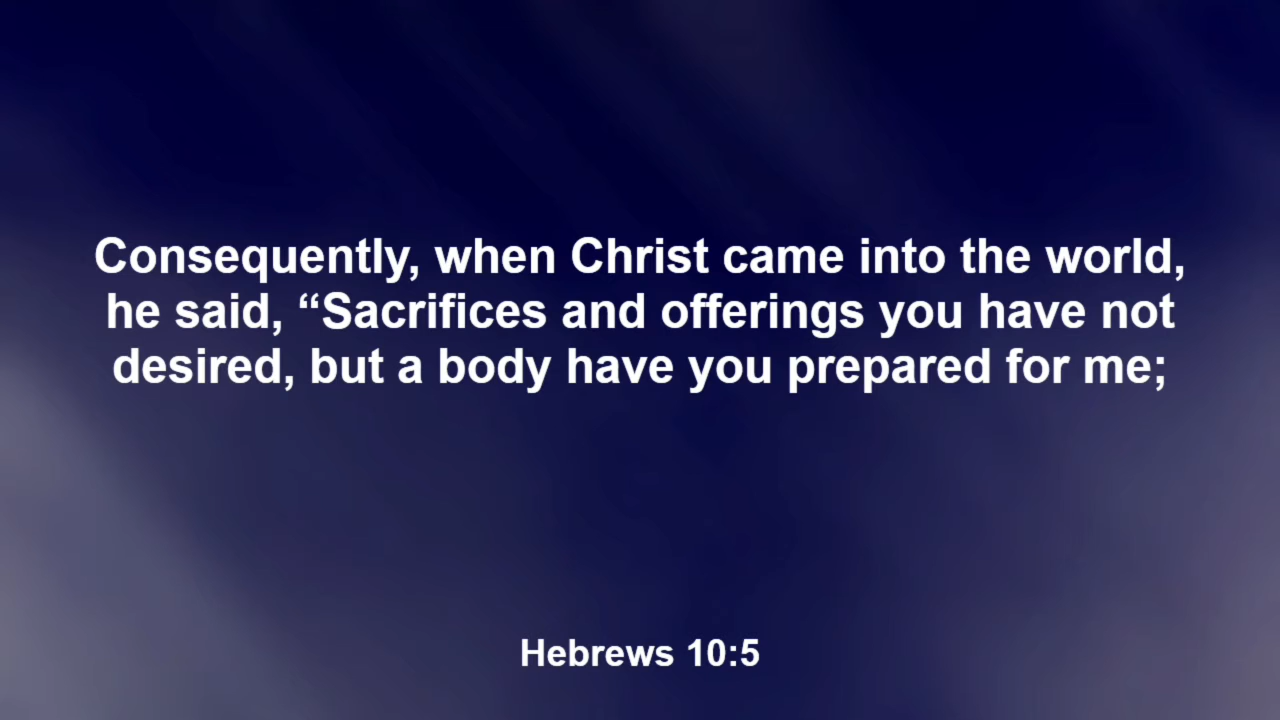 Consequently, when Christ came into the world,
he said, “Sacrifices and offerings you have not
desired, but a body have you prepared for me;
Hebrews 10:5